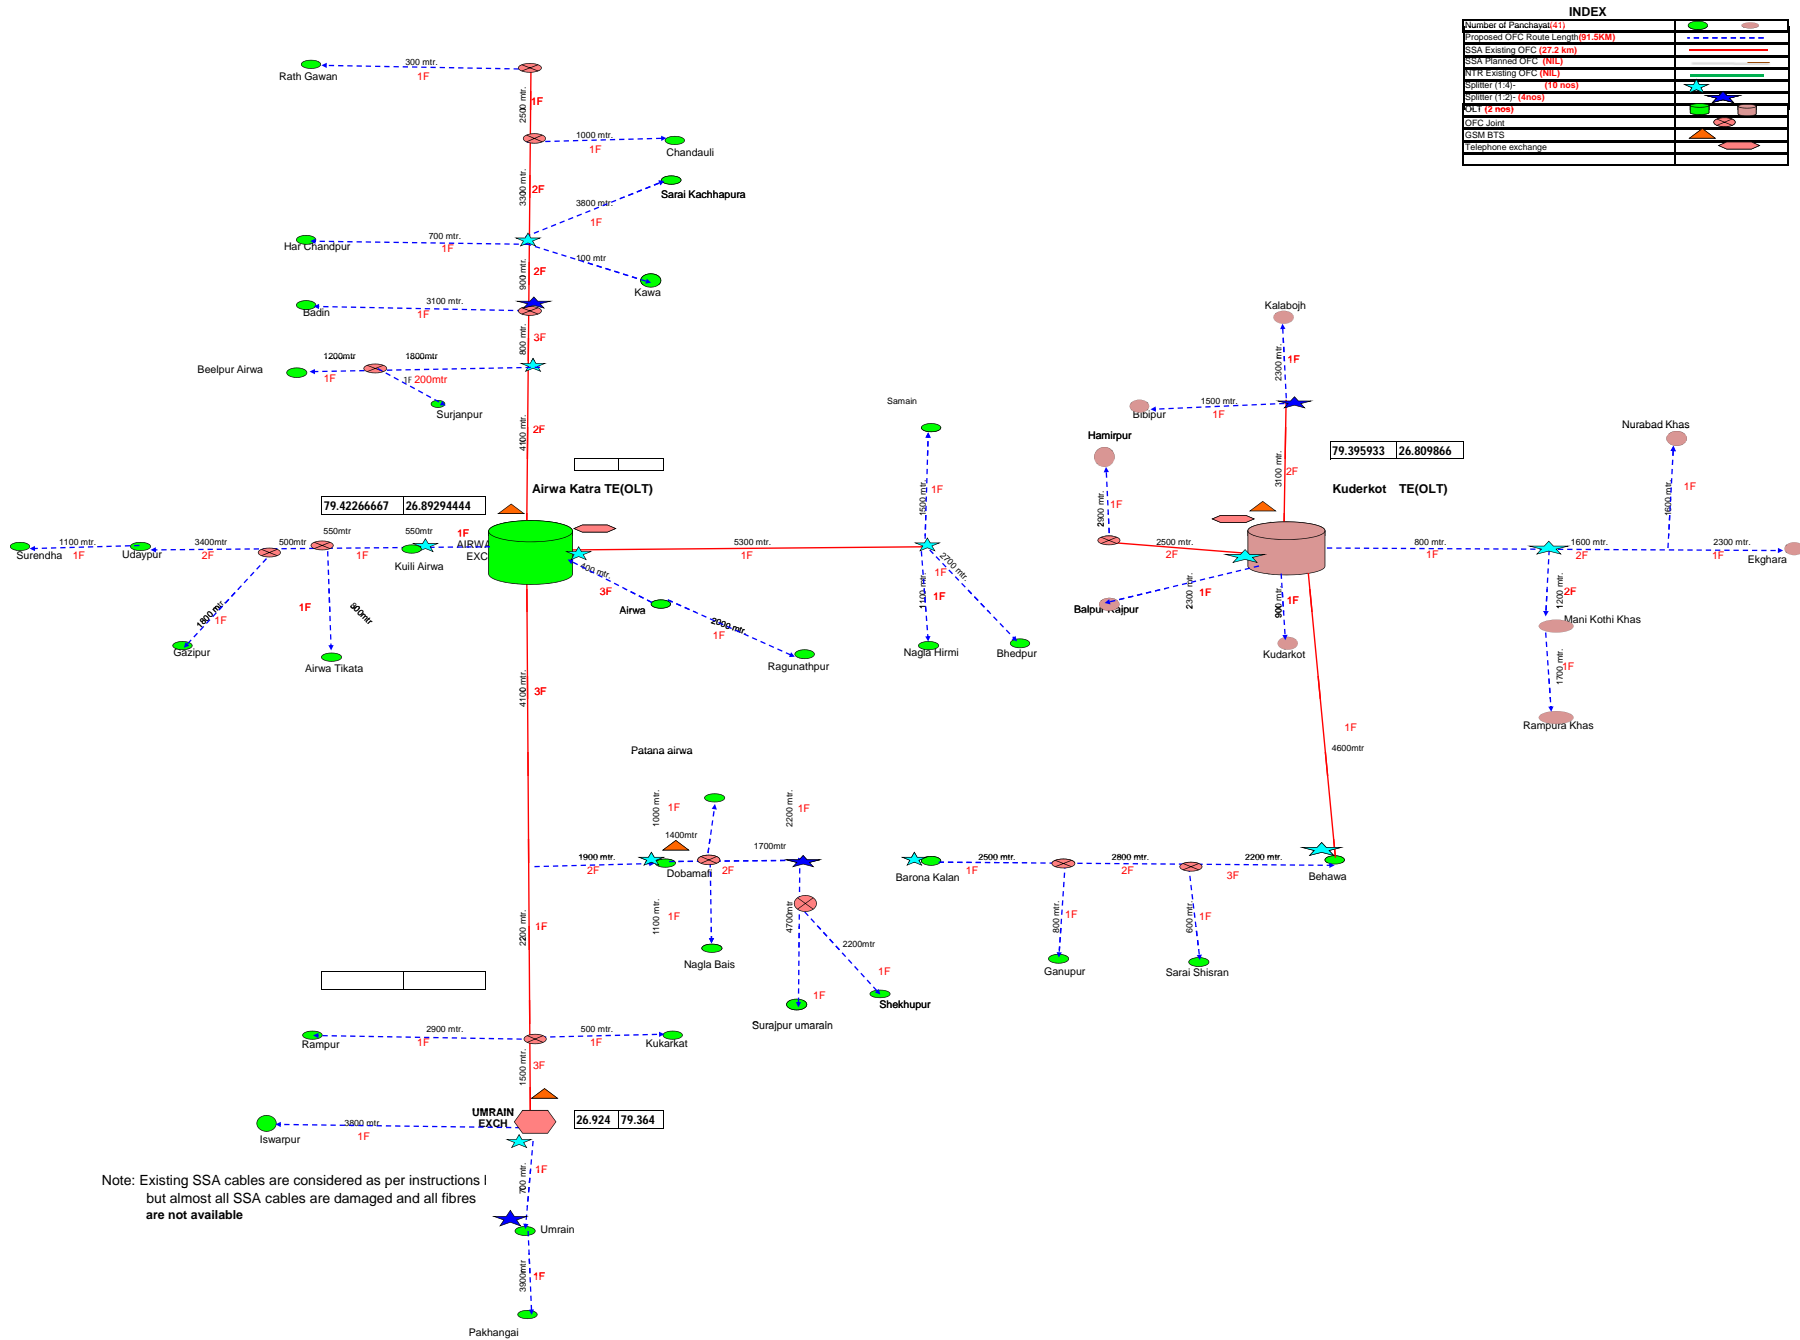 INDEX
Number of Panchayat(41)
Proposed OFC Route Length(91.5KM)
SSA Existing OFC (27.2 km)
SSA Planned OFC (NIL)
NTR Existing OFC (NIL)
Splitter (1:4)- (10 nos)
Splitter (1:2)- (4nos)
OLT (2 nos)
OFC Joint
GSM BTS
Telephone exchange
300 mtr.
1F
Rath Gawan
2500 mtr.
1F
1000 mtr.
1F
Chandauli
3300 mtr.
2F
Sarai Kachhapura
3800 mtr.
1F
700 mtr.
1F
Har Chandpur
100 mtr
Kawa
900 mtr.
2F
3100 mtr.
1F
Badin
800 mtr.
3F
1200mtr
1800mtr
Beelpur Airwa
1F
1F 200mtr
Surjanpur
4100 mtr.
2F
Airwa Katra TE(OLT)
79.42266667 26.89294444
AIRWA
EXC
1F
550mtr
Kuili Airwa
1F
550mtr
500mtr
3400mtr
2F
Udaypur
1100 mtr.
1F
Surendha
1800 mtr.
1F
Gazipur
1F
900mtr
Airwa Tikata
5300 mtr.
1F
400 mtr.
3F
Airwa
2000 mtr.
1F
Ragunathpur
Samain
1500 mtr.
1F
2700 mtr.
1F
1100 mtr.
1F
Nagla Hirmi
Bhedpur
4100 mtr.
3F
Patana airwa
1000 mtr.
1F
1400mtr
2200 mtr.
1F
1700mtr
1900 mtr.
2F
Dobamafi
2F
1100 mtr.
1F
Nagla Bais
4700mtr
2200mtr
1F
1F
Shekhupur
Surajpur umarain
2200 mtr.
1F
2900 mtr.
1F
Rampur
500 mtr.
1F
Kukarkat
1500 mtr.
3F
UMRAIN
EXCH
26.924 79.364
3800 mtr.
1F
Iswarpur
700 mtr.
1F
Umrain
3900mtr
1F
Pakhangai
Note: Existing SSA cables are considered as per instructions
but almost all SSA cables are damaged and all fibres
are not available
Kalabojh
2300 mtr.
1F
1500 mtr.
1F
Bibipur
3100 mtr.
2F
Hamirpur
2900 mtr.
1F
2500 mtr.
2F
79.395933 26.809866
Kuderkot TE(OLT)
2300 mtr.
1F
Balpur Rajpur
900 mtr.
1F
Kudarkot
800 mtr.
1F
1600 mtr.
2F
Nurabad Khas
1600 mtr.
1F
2300 mtr.
1F
Ekghara
1200 mtr.
2F
Mani Kothi Khas
1700 mtr.
1F
Rampura Khas
1F
4600mtr
Behawa
2200 mtr.
3F
2800 mtr.
2F
2500 mtr.
1F
Barona Kalan
800 mtr.
1F
Ganupur
600 mtr.
1F
Sarai Shisran